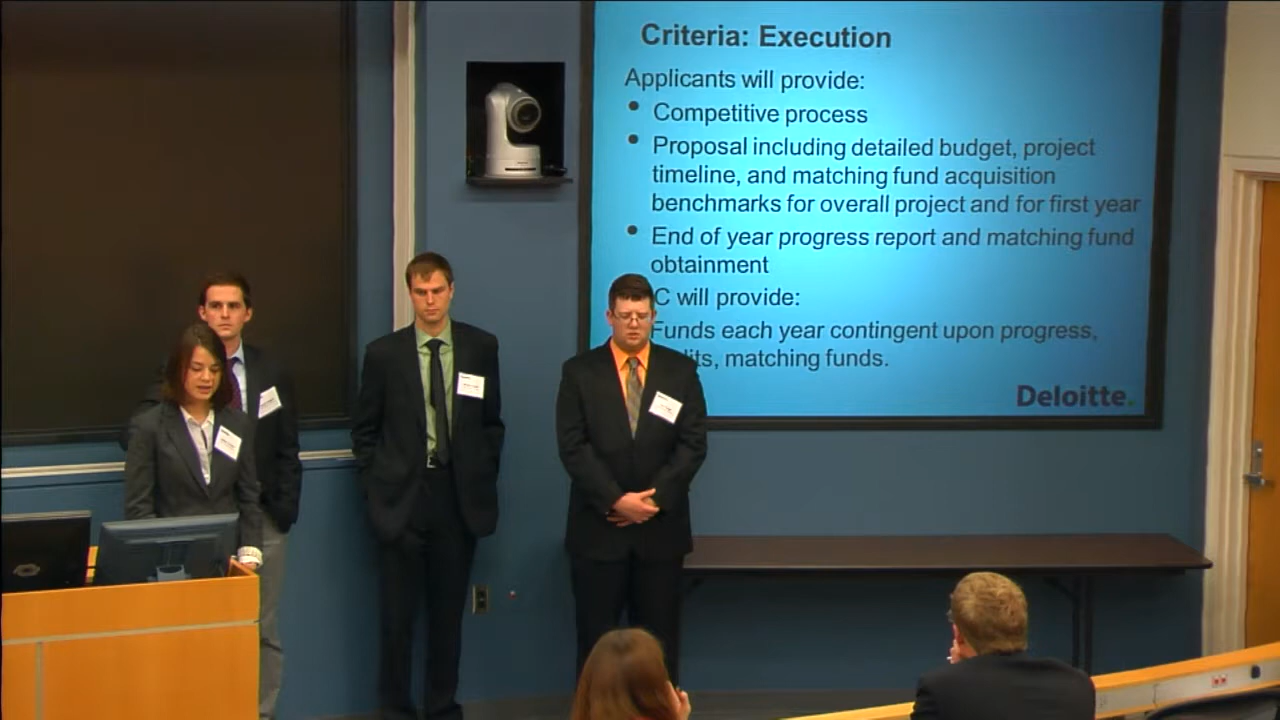 Criteria: Execution
Applicants will provide:
• Competitive process
• Proposal including detailed budget, project
timeline, and matching fund acquisition
benchmarks for overall project and for first year
• End of year progress report and matching fund
obtainment
C will provide:
Funds each year contingent upon progress,
matching funds.
Deloitte.